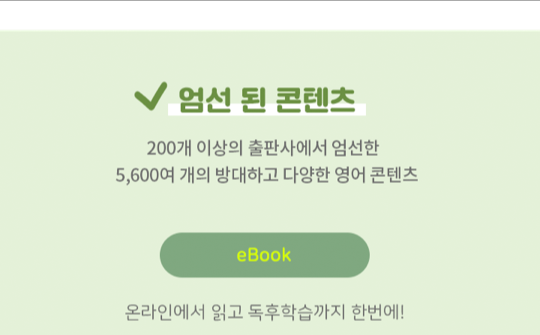 엄선 된 콘텐츠
200개 이상의 출판사에서 엄선한
5,600여 개의 방대하고 다양한 영어 콘텐츠
eBook
온라인에서 읽고 독후학습까지 한번에!